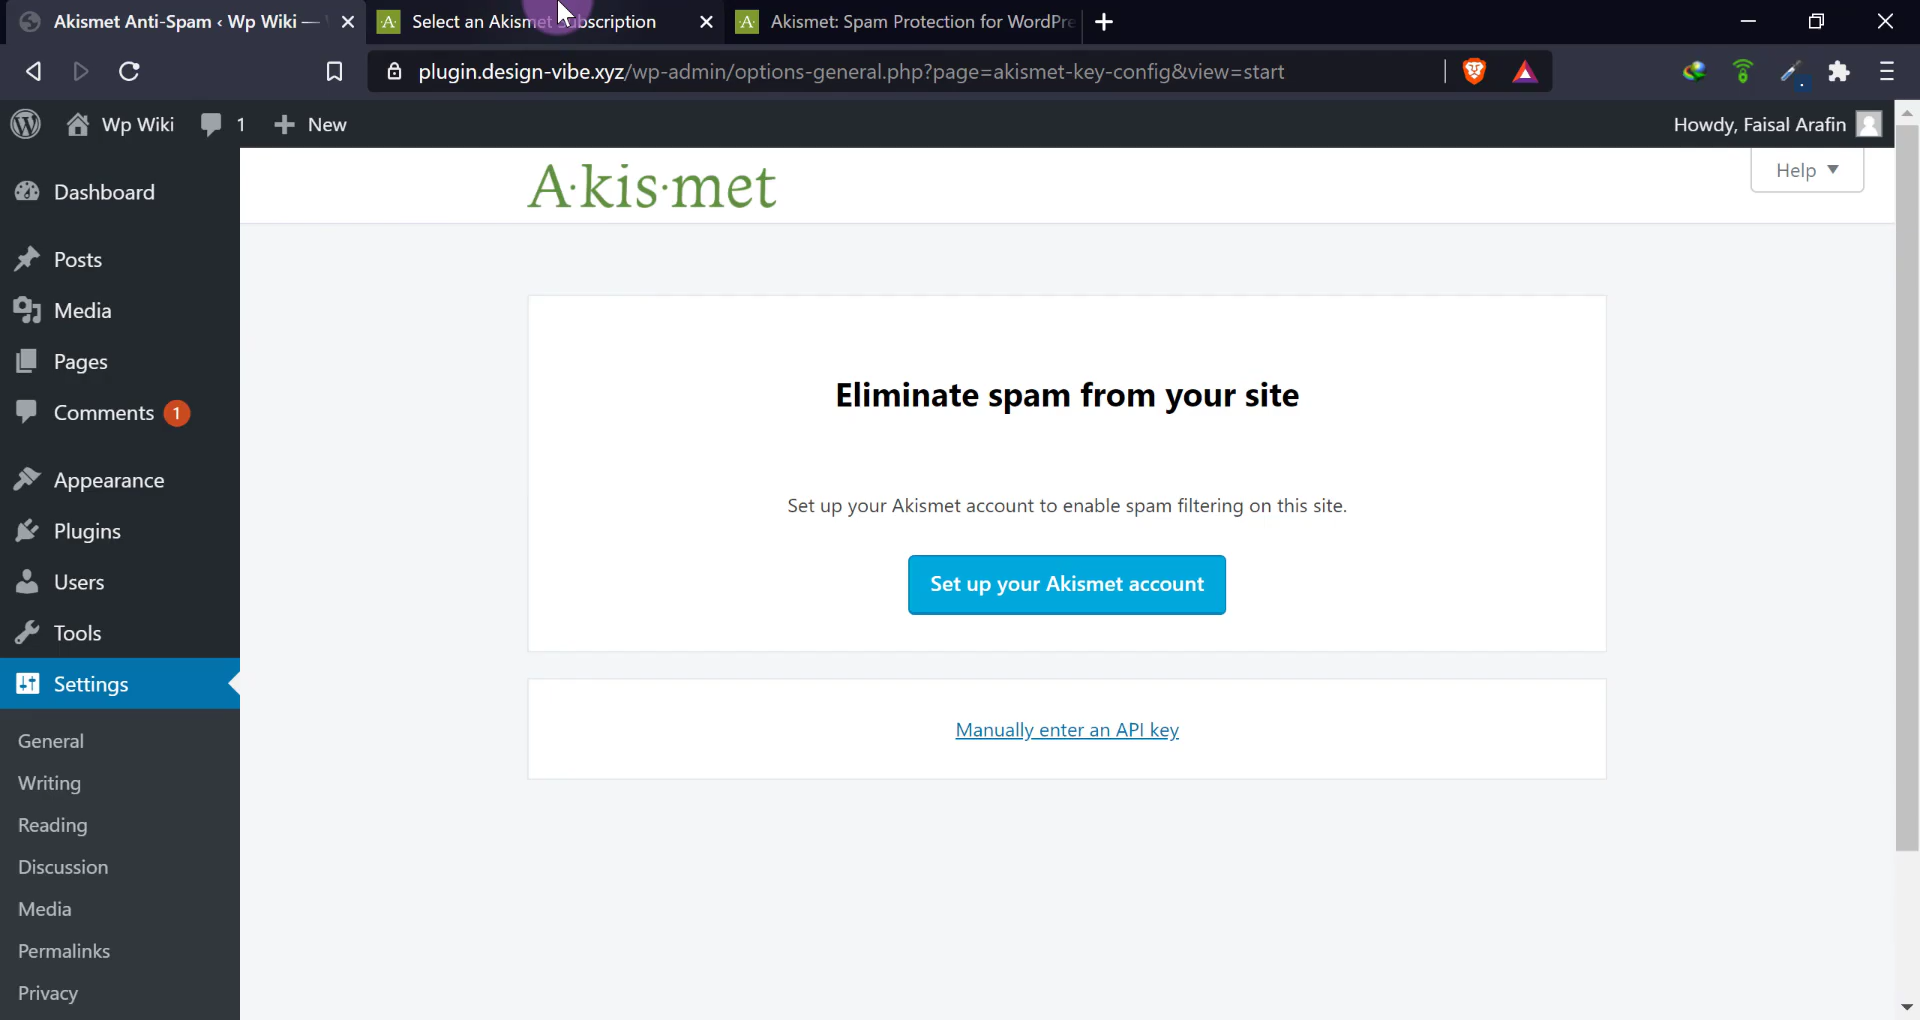 Akismet Anti-Spam ‹ Wp Wiki —
Select an Akismet
Akismet: Spam Protection for WordPre
plugin.design-vibe.xyz/wp-admin/options-general.php?page=akismet-key-config&view=start
Wp Wiki 1 New
Howdy, Faisal Arafin
Dashboard
Posts
Media
Pages
Comments 1
Appearance
Plugins
Users
Tools
Settings
General
Writing
Reading
Discussion
Media
Permalinks
Privacy
A·kis·met
Help
Eliminate spam from your site
Set up your Akismet account to enable spam filtering on this site.
Set up your Akismet account
Manually enter an API key